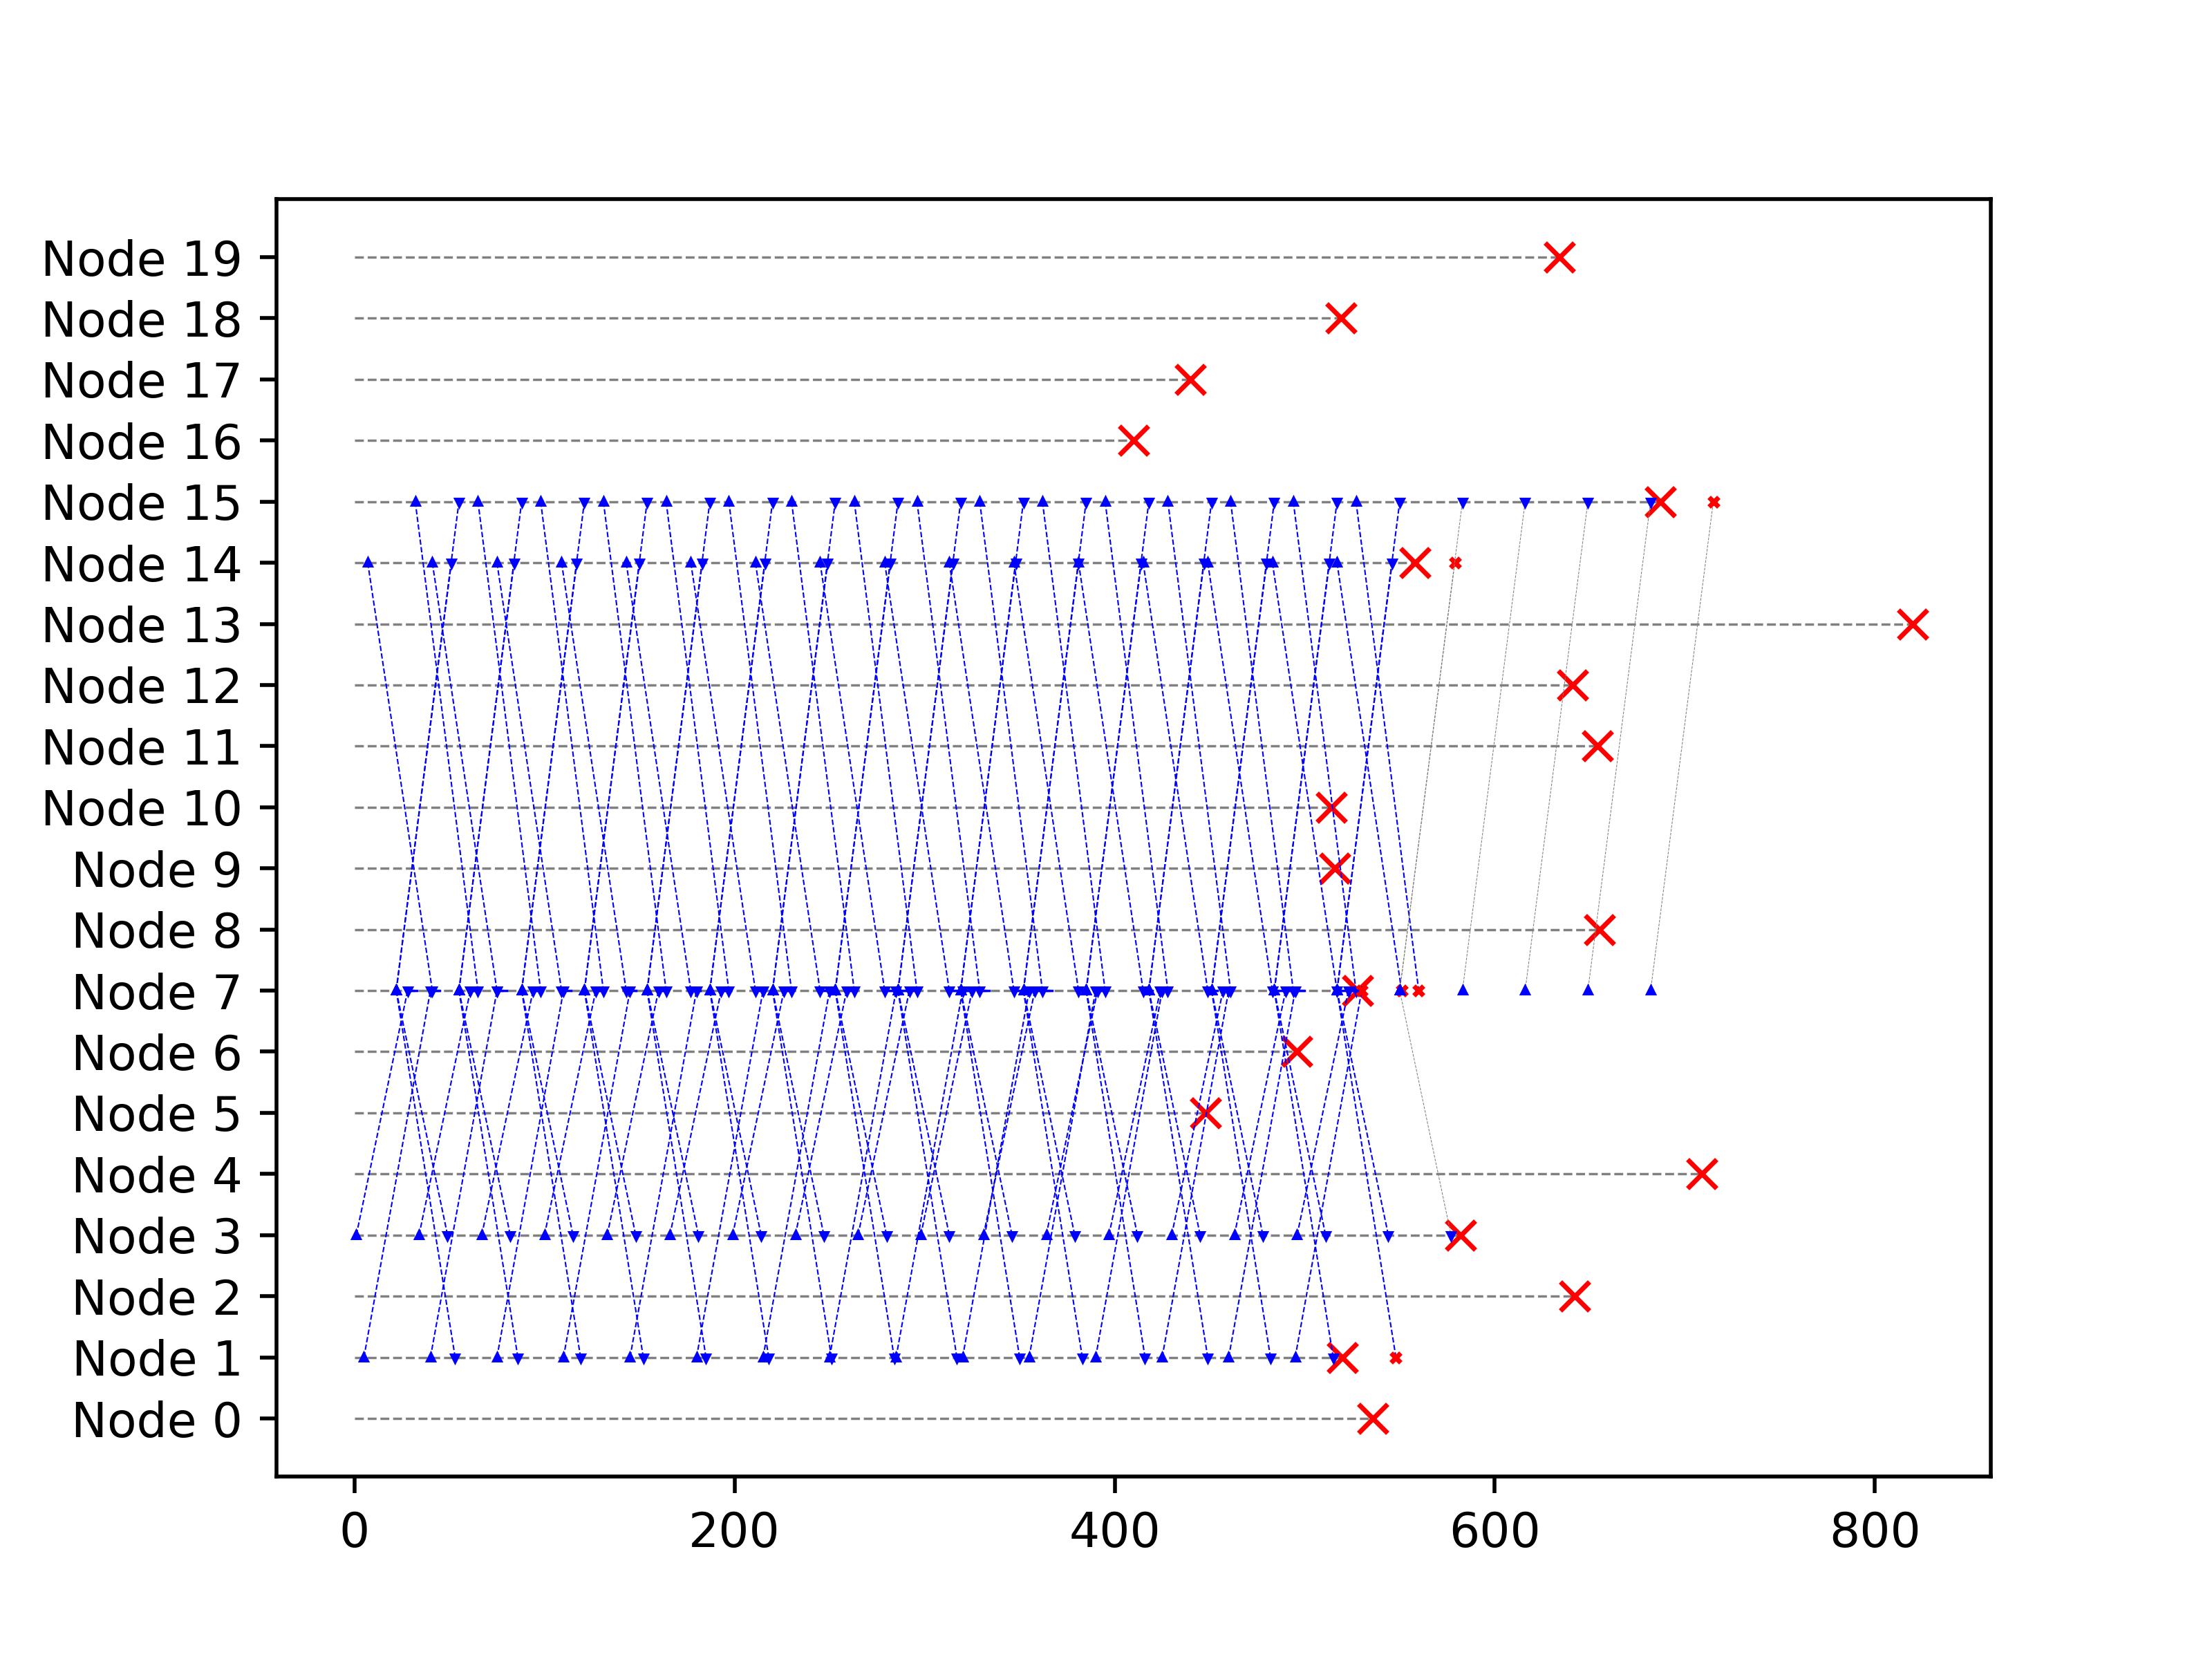 Node 19
Node 18
Node 17
Node 16
Node 15
Node 14
Node 13
Node 12
Node 11
Node 10
Node 9
Node 8
Node 7
Node 6
Node 5
Node 4
Node 3
Node 2
Node 1
Node 0
0 200 400 600 800